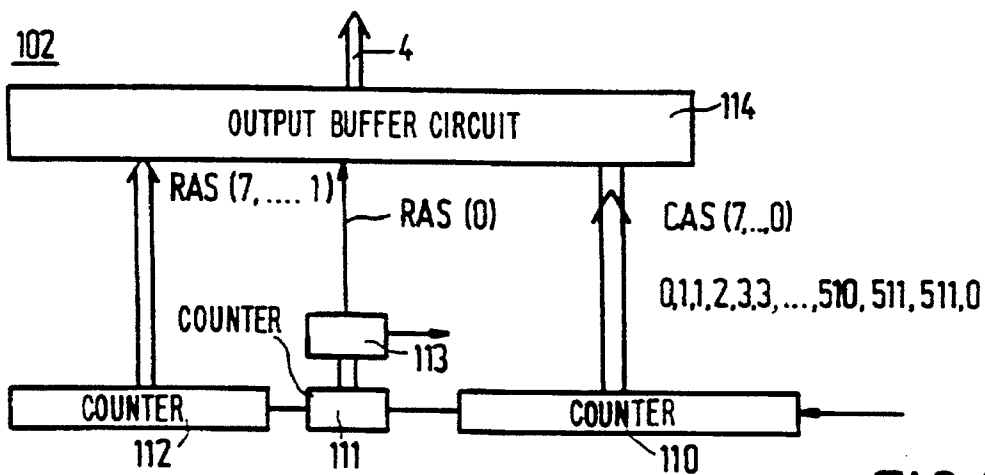 102
4
OUTPUT BUFFER CIRCUIT
114
RAS (7, .... 1)
RAS (0)
CAS (7,..,0)
0,1,1,2,3,3,...,510, 511, 511,0
COUNTER
113
COUNTER
COUNTER
112
111
110